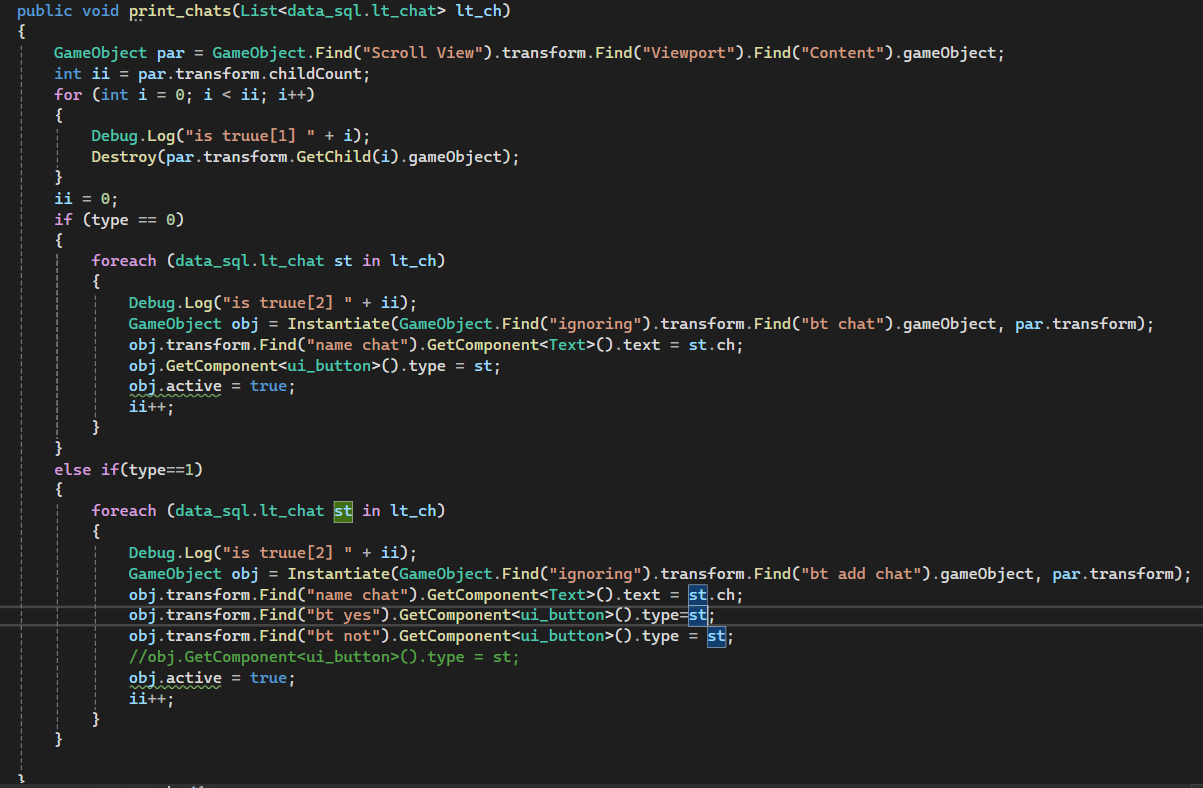 public void print_chats(List<data_sql.lt_chat> lt_ch)
{
GameObject par = GameObject.Find("Scroll View").transform.Find("Viewport").Find("Content").gameObject;
int ii = par.transform.childCount;
for (int i = 0; i < ii; i++)
{
Debug.Log("is truue[1] " + i);
Destroy(par.transform.GetChild(i).gameObject);
}
ii = 0;
if (type == 0)
{
foreach (data_sql.lt_chat st in lt_ch)
{
Debug.Log("is truue[2] " + ii);
GameObject obj = Instantiate(GameObject.Find("ignoring").transform.Find("bt chat").gameObject, par.transform);
obj.transform.Find("name chat").GetComponent<Text>().text = st.ch;
obj.GetComponent<ui_button>().type = st;
obj.active = true;
ii++;
}
}
else if(type==1)
{
foreach (data_sql.lt_chat st in lt_ch)
{
Debug.Log("is truue[2] " + ii);
GameObject obj = Instantiate(GameObject.Find("ignoring").transform.Find("bt add chat").gameObject, par.transform);
obj.transform.Find("name chat").GetComponent<Text>().text = st.ch;
obj.transform.Find("bt yes").GetComponent<ui_button>().type=st;
obj.transform.Find("bt not").GetComponent<ui_button>().type = st;
//obj.GetComponent<ui_button>().type = st;
obj.active = true;
ii++;
}
}
}